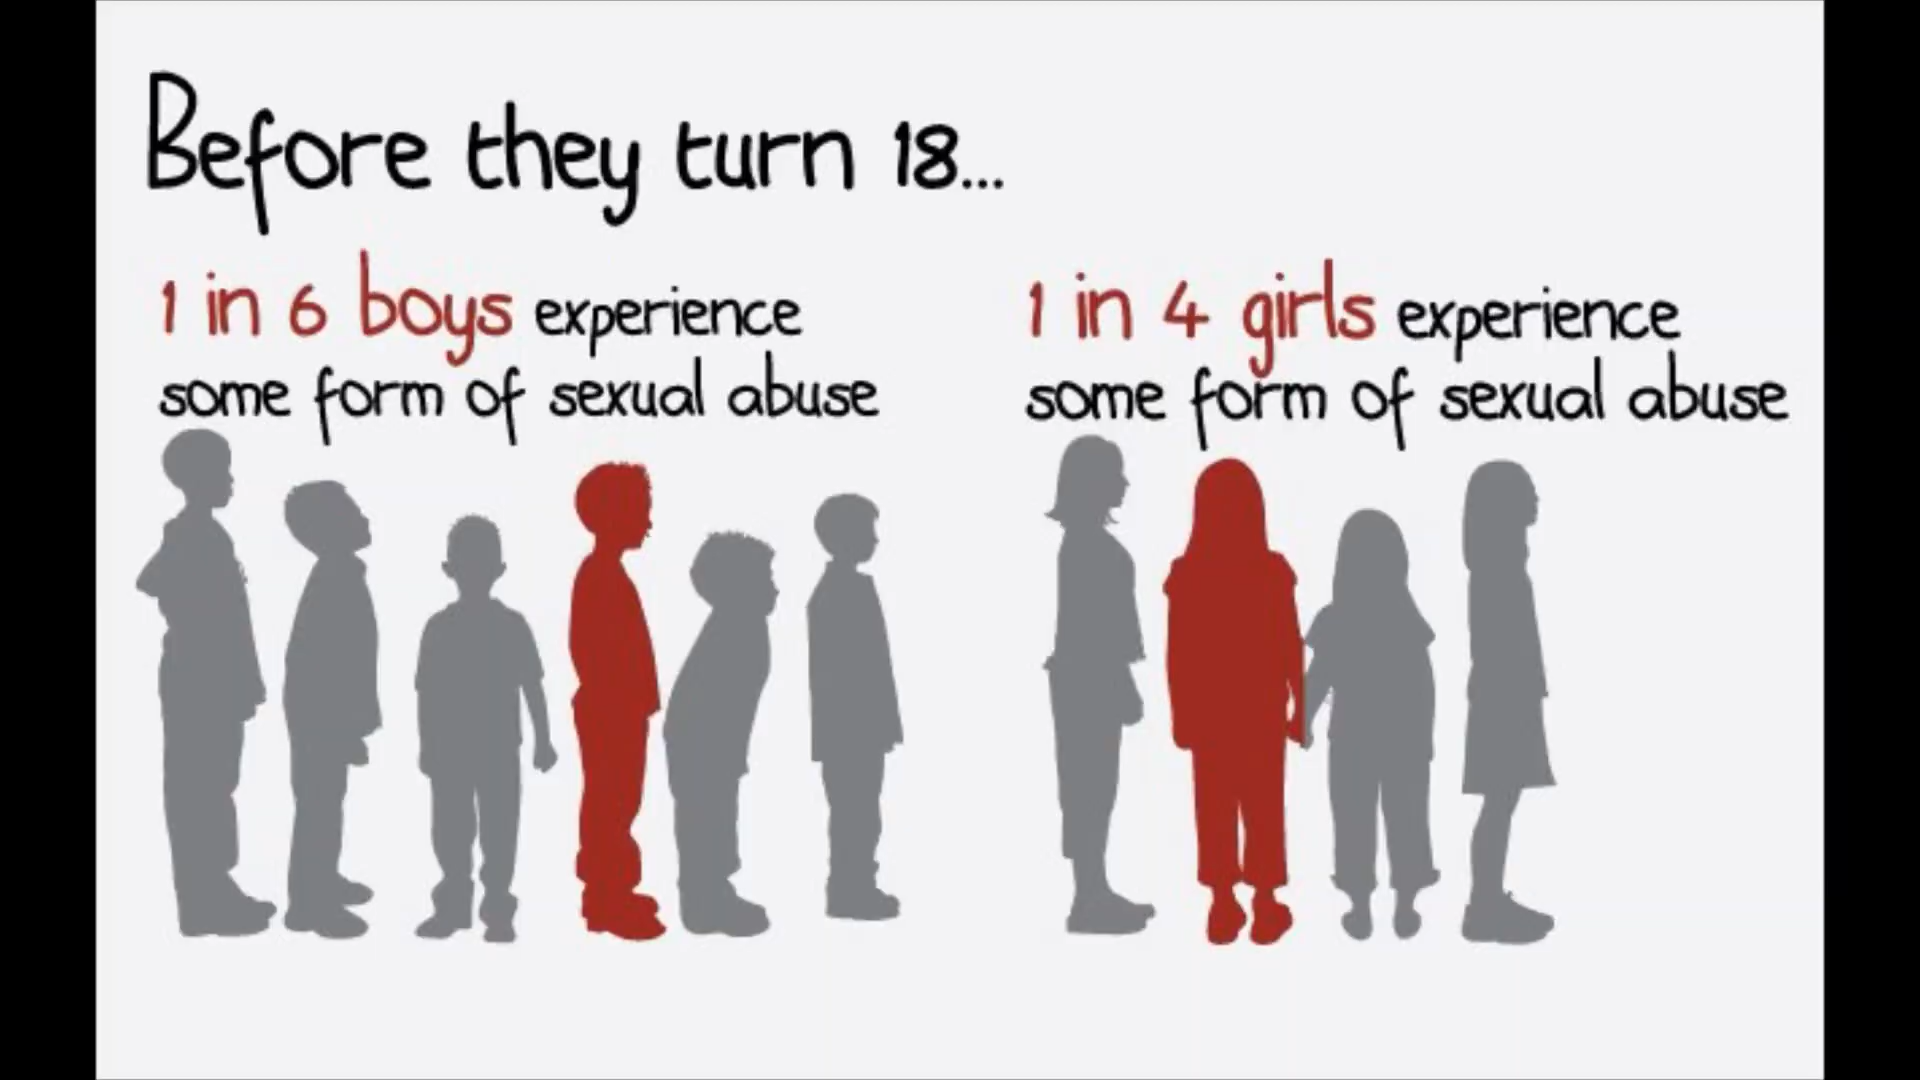 Before they turn 18...
1 in 6 boys experience
some form of sexual abuse
1 in 4 girls experience
some form of sexual abuse